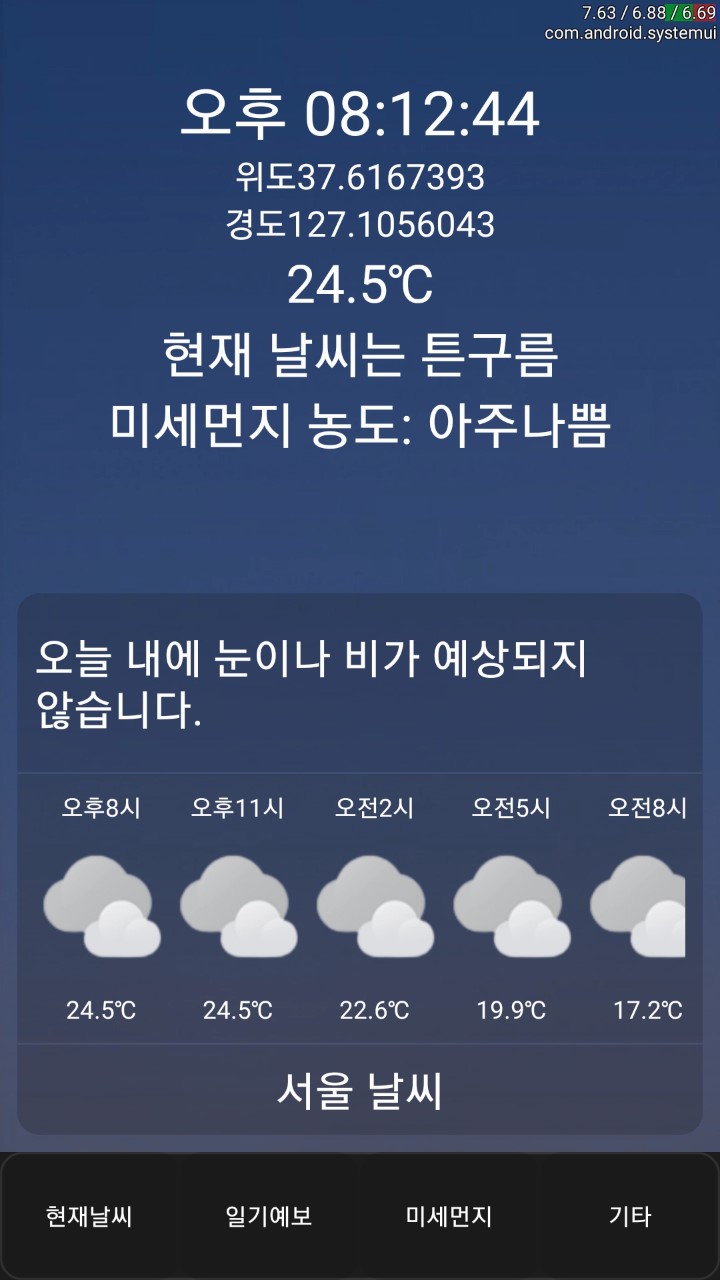 7.63 / 6.88 / 6.69
com.android.systemui
오후 08:12:44
위도37.6167393
경도127.1056043
24.5℃
현재 날씨는 튼구름
미세먼지 농도: 아주나쁨
오늘 내에 눈이나 비가 예상되지
않습니다.
오후8시 오후11시 오전2시 오전5시 오전8시
24.5℃ 24.5℃ 22.6℃ 19.9℃ 17.2℃
서울 날씨
현재날씨 일기예보 미세먼지 기타